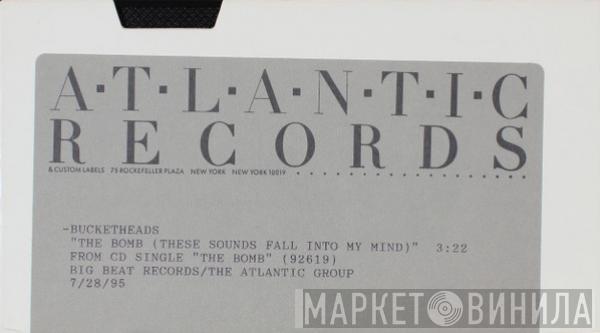 A·T·L·A·N·T·I·C
RECORDS
& CUSTOM LABELS 75 ROCKEFELLER PLAZA NEW YORK NEW YORK 10019
-BUCKETHEADS
"THE BOMB (THESE SOUNDS FALL INTO MY MIND)" 3:22
FROM CD SINGLE "THE BOMB" (92619)
BIG BEAT RECORDS/THE ATLANTIC GROUP
7/28/95
МАРКЕТ ВИНИЛА